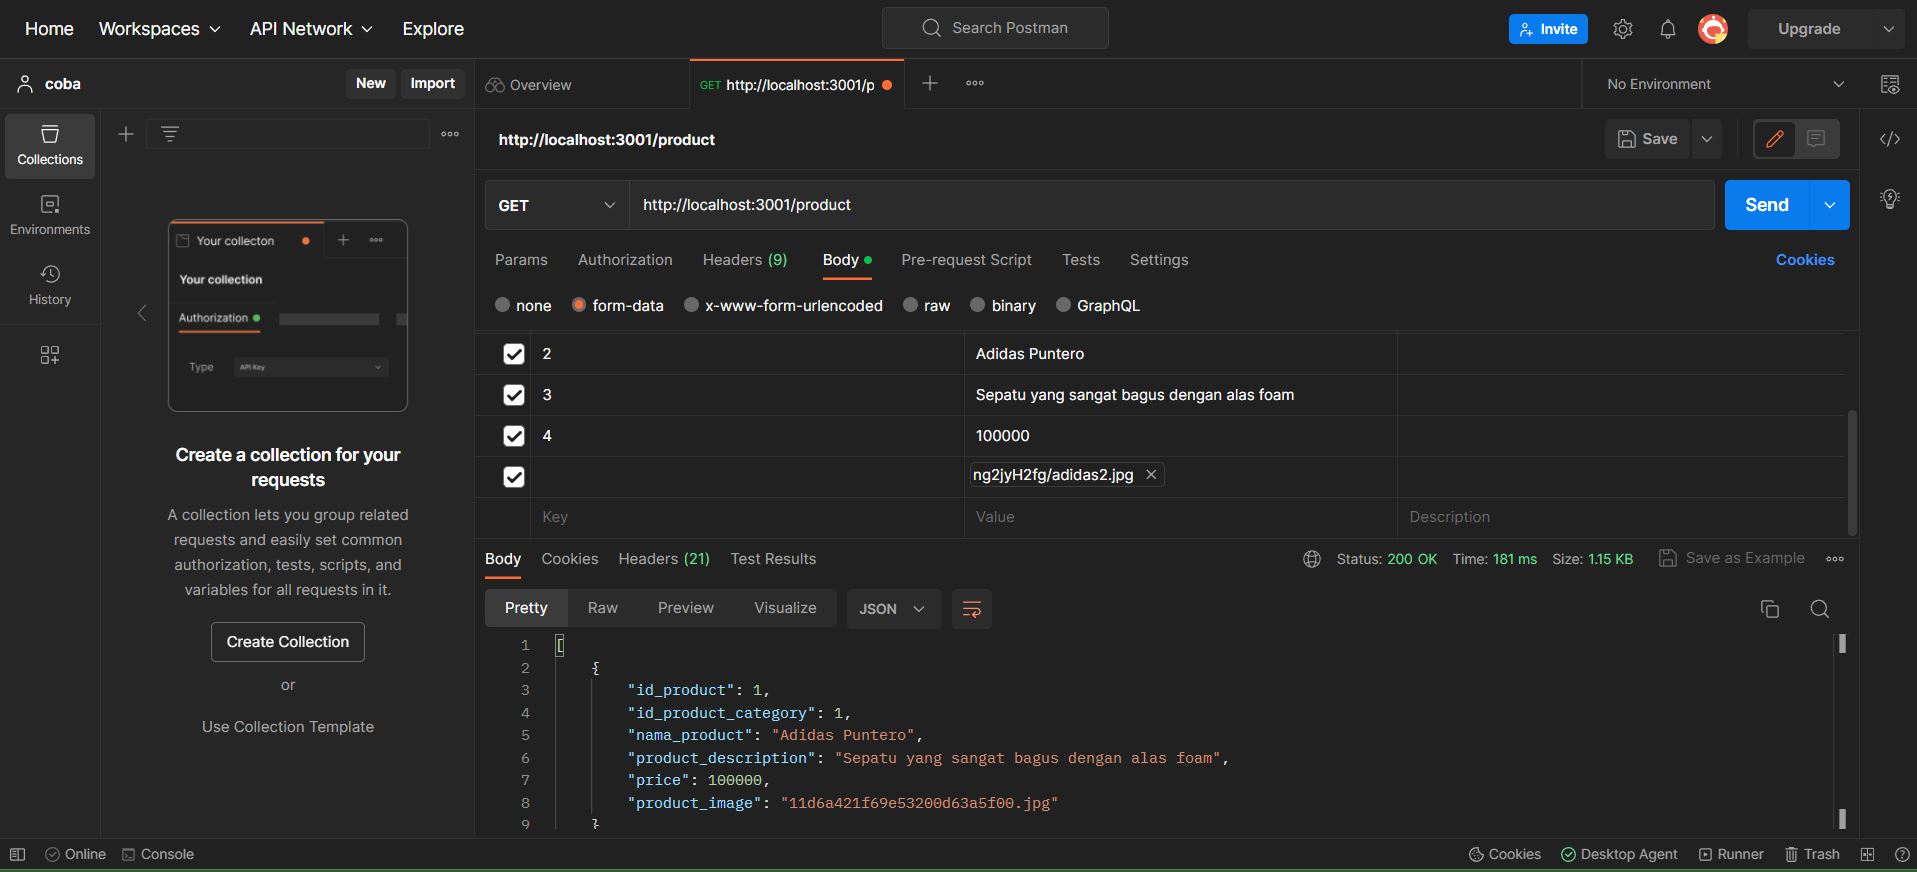 Home Workspaces API Network Explore Search Postman Invite Upgrade
coba New Import Overview GET http://localhost:3001/p No Environment
http://localhost:3001/product Save
Collections
Environments
History
GET http://localhost:3001/product Send
Params Authorization Headers (9) Body Pre-request Script Tests Settings Cookies
none form-data x-www-form-urlencoded raw binary GraphQL
Your collecton
Your collection
Authorization
Type API Key
2 Adidas Puntero
3 Sepatu yang sangat bagus dengan alas foam
4 100000
ng2jyH2fg/adidas2.jpg
Key Value Description
Create a collection for your
requests
A collection lets you group related
requests and easily set common
authorization, tests, scripts, and
variables for all requests in it.
Create Collection
or
Use Collection Template
Body Cookies Headers (21) Test Results Status: 200 OK Time: 181 ms Size: 1.15 KB Save as Example
Pretty Raw Preview Visualize JSON
1 [
2 {
3 "id_product": 1,
4 "id_product_category": 1,
5 "nama_product": "Adidas Puntero",
6 "product_description": "Sepatu yang sangat bagus dengan alas foam",
7 "price": 100000,
8 "product_image": "11d6a421f69e53200d63a5f00.jpg"
9 }
Online Console Cookies Desktop Agent Runner Trash